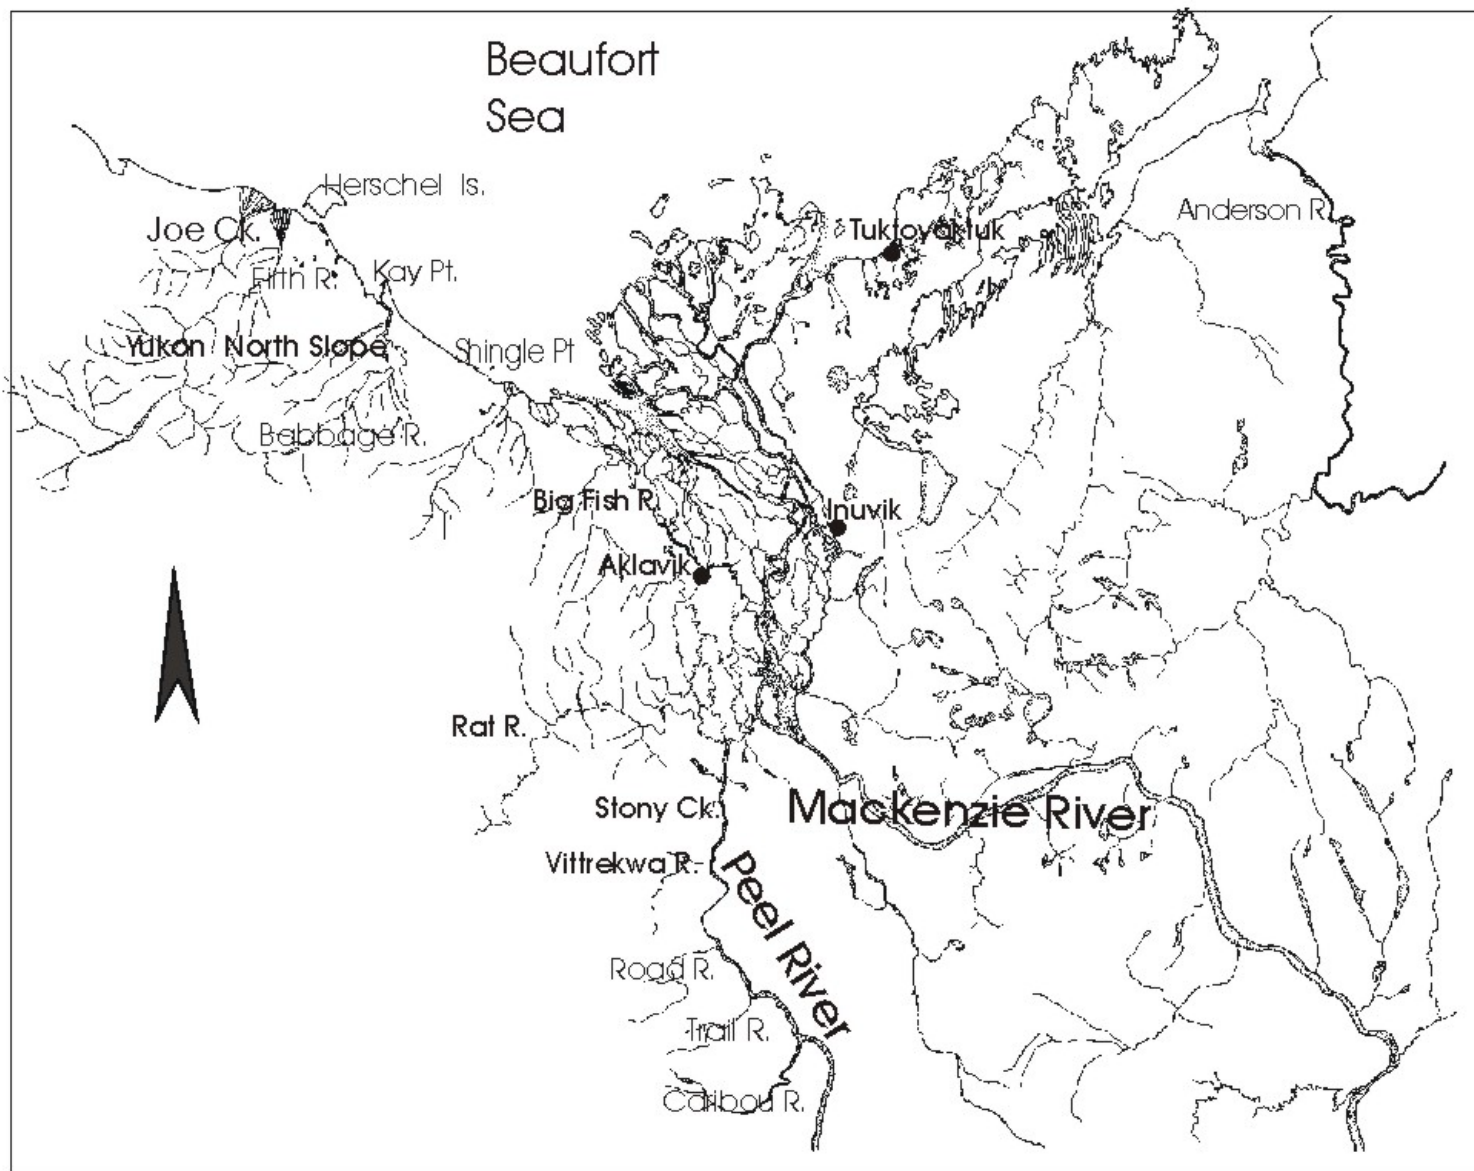 Beaufort
Sea
Herschel Is.
Joe Ck.
Anderson R.
Tuktoyaktuk
Firth R.
Kay Pt.
Yukon North Slope
Shingle Pt
Babbage R.
Big Fish R.
Inuvik
Aklavik
Rat R.
Stony Ck.
Mackenzie River
Vittrekwa R.
Peel River
Road R.
Trail R.
Caribou R.